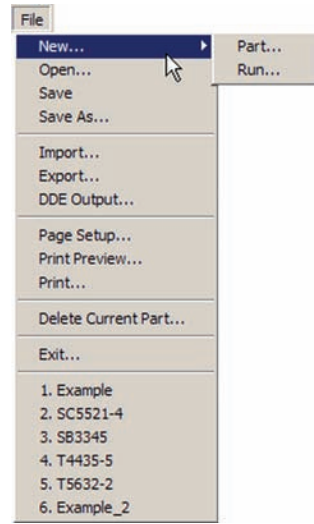 File
New...
Part...
Open...
Run...
Save
Save As...
Import...
Export...
DDE Output...
Page Setup...
Print Preview...
Print...
Delete Current Part...
Exit...
1. Example
2. SC5521-4
3. SB3345
4. T4435-5
5. T5632-2
6. Example_2